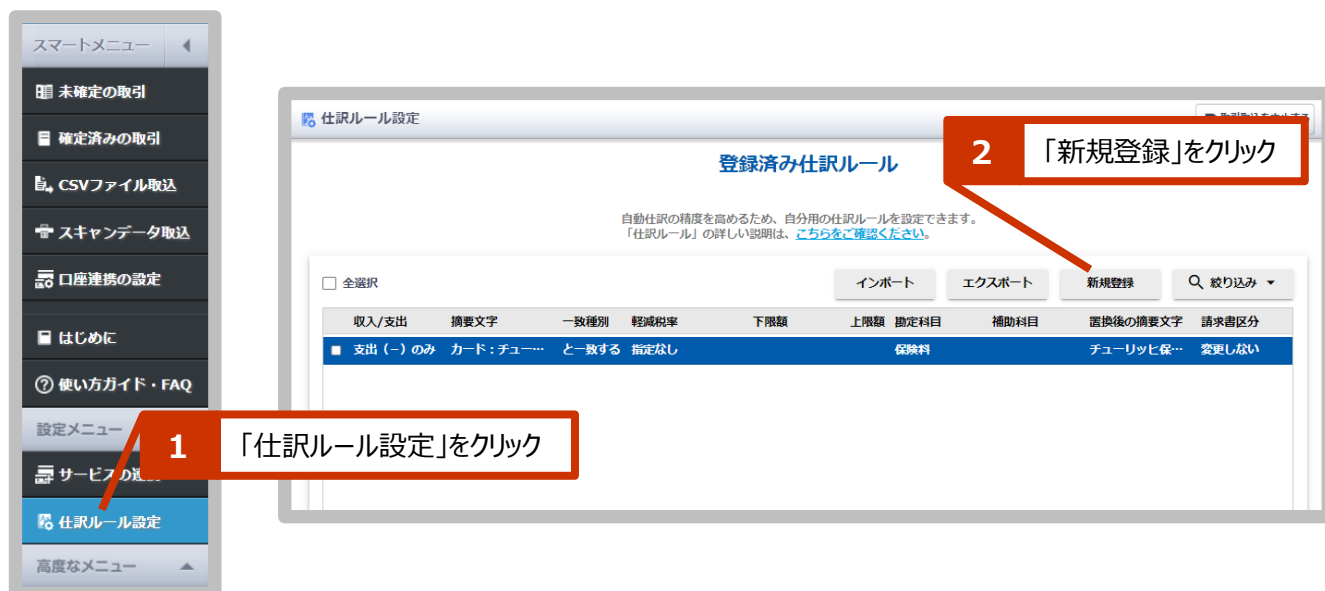 スマートメニュー
未確定の取引
確定済みの取引
CSVファイル取込
スキャンデータ取込
口座連携の設定
はじめに
使い方ガイド・FAQ
設定メニュー
サービスの
仕訳ルール設定
高度なメニュー
1 「仕訳ルール設定」をクリック
仕訳ルール設定
2 「新規登録」をクリック
登録済み仕訳ルール
自動仕訳の精度を高めるため、自分用の仕訳ルールを設定できます。
「仕訳ルール」の詳しい説明は、こちらをご確認ください。
全選択 インポート エクスポート 新規登録 絞り込み
収入/支出 摘要文字 一致種別 軽減税率 下限額 上限額 勘定科目 補助科目 置換後の摘要文字 請求書区分
支出（−）のみ カード：チュー… と一致する 指定なし 保険料 チューリッヒ保… 変更しない